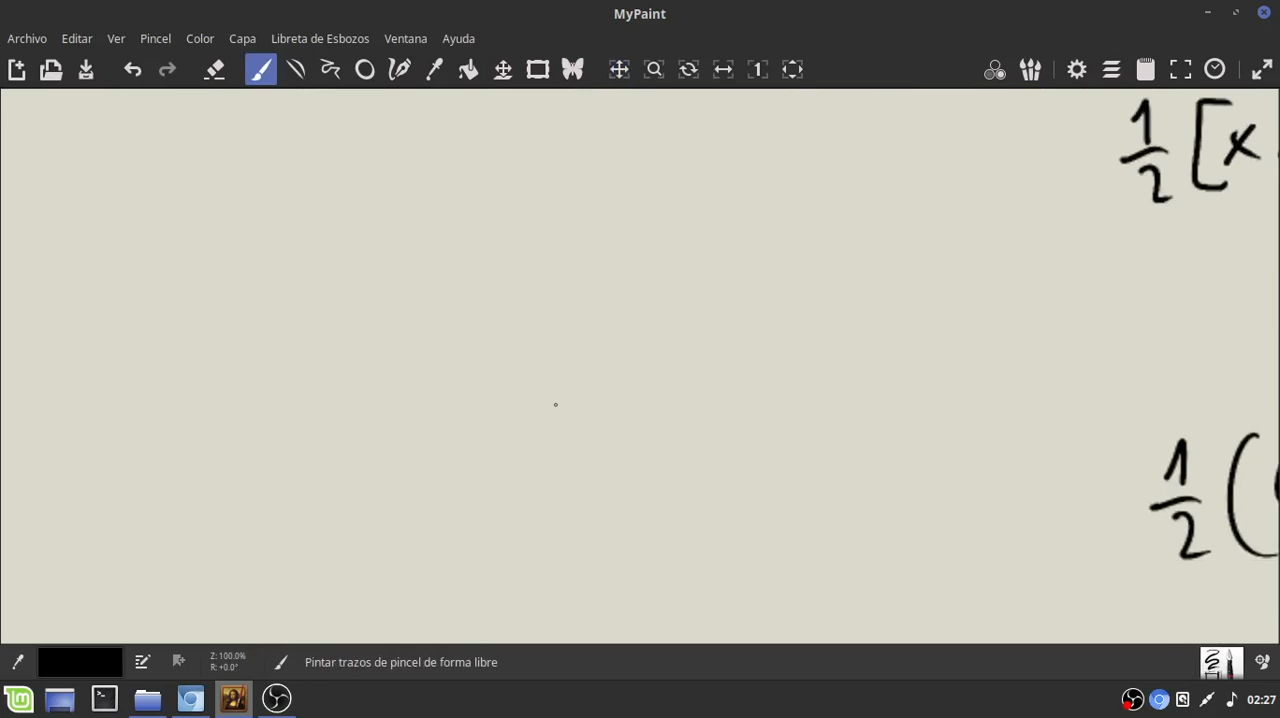 MyPaint
Archivo Editar Ver Pincel Color Capa Libreta de Esbozos Ventana Ayuda
1
1/2 [x
1/2 (
Z: 100.0%
R: +0.0°
Pintar trazos de pincel de forma libre
02:27